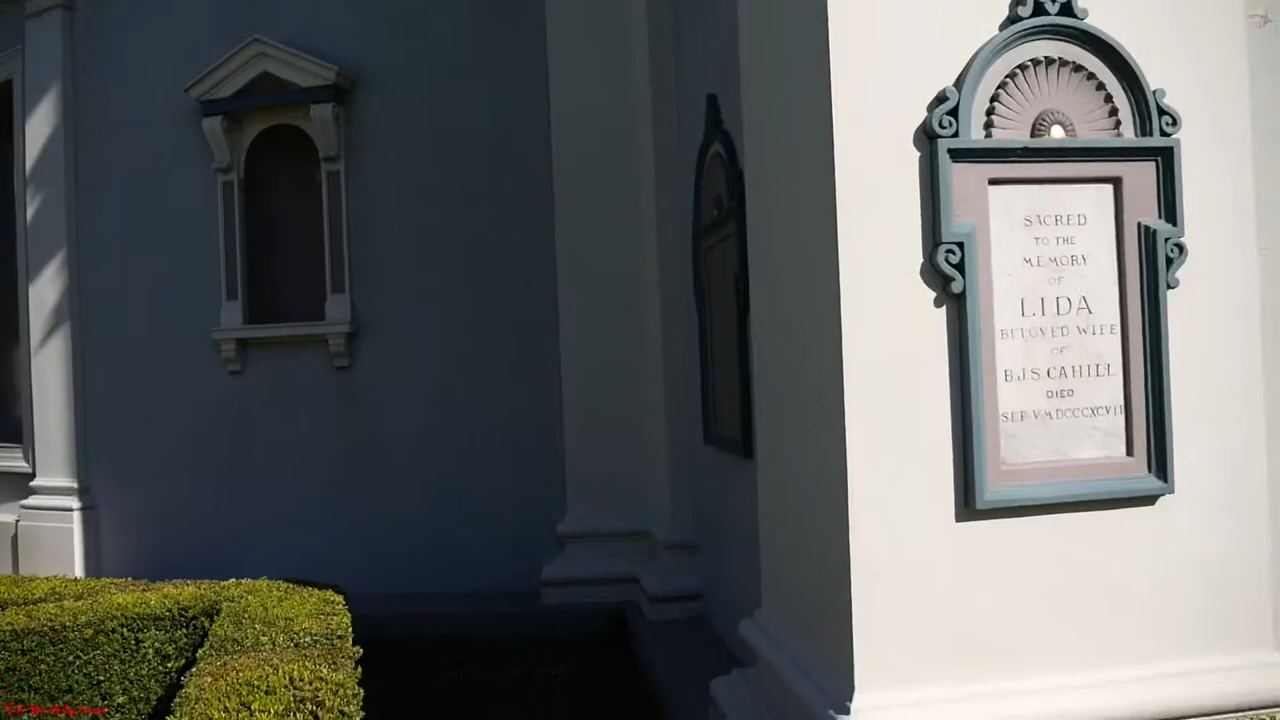 SACRED
TO THE
MEMORY
OF
LIDA
BELOVED WIFE
OF
B.J.S. CAHILL
DIED
SEP. V MDCCCXCVII